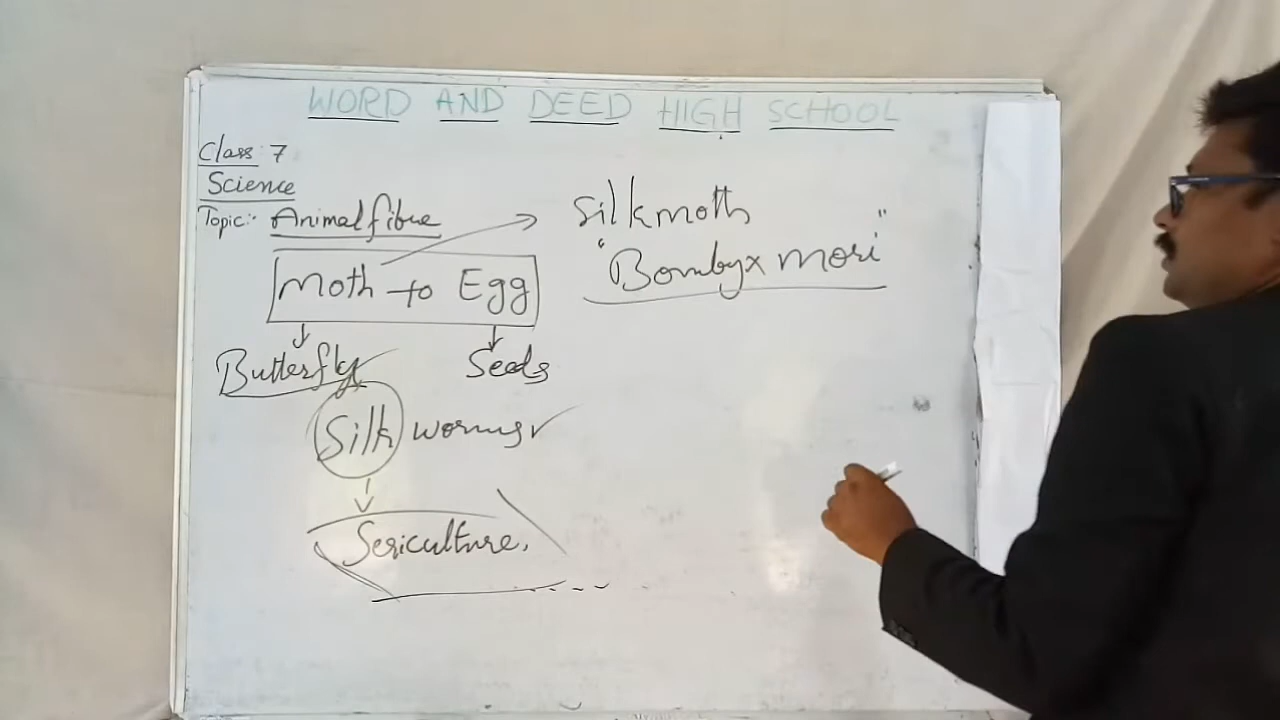 WORD AND DEED HIGH SCHOOL
Class 7
Science
Topic:- Animal fibre
Moth to Egg
Silkmoth
"Bombyx mori"
Butterfly
Seeds
Silk worms
Sericulture.